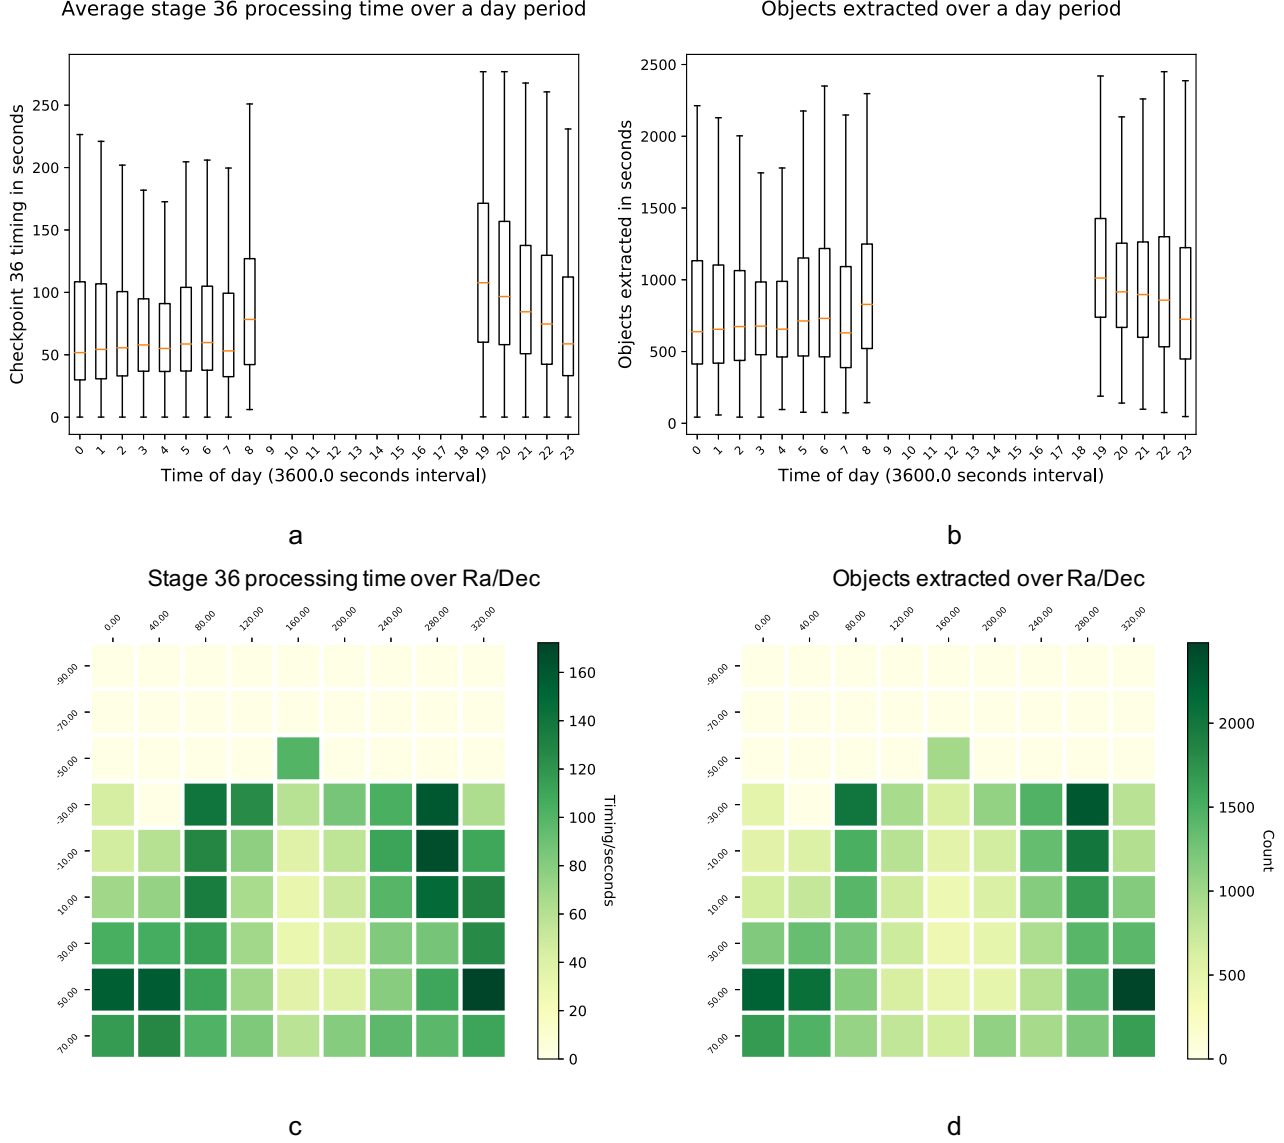 Average stage 36 processing time over a day period
Objects extracted over a day period
Checkpoint 36 timing in seconds
250
200
150
100
50
0
0 1 2 3 4 5 6 7 8 9 10 11 12 13 14 15 16 17 18 19 20 21 22 23
Time of day (3600.0 seconds interval)
a
Objects extracted in seconds
2500
2000
1500
1000
500
0
0 1 2 3 4 5 6 7 8 9 10 11 12 13 14 15 16 17 18 19 20 21 22 23
Time of day (3600.0 seconds interval)
b
Stage 36 processing time over Ra/Dec
0.00 40.00 80.00 120.00 160.00 200.00 240.00 280.00 320.00
-90.00
-70.00
-50.00
-30.00
-10.00
10.00
30.00
50.00
70.00
160
140
120
100
80
60
40
20
0
Timing/seconds
c
Objects extracted over Ra/Dec
0.00 40.00 80.00 120.00 160.00 200.00 240.00 280.00 320.00
-90.00
-70.00
-50.00
-30.00
-10.00
10.00
30.00
50.00
70.00
2000
1500
1000
500
0
Count
d